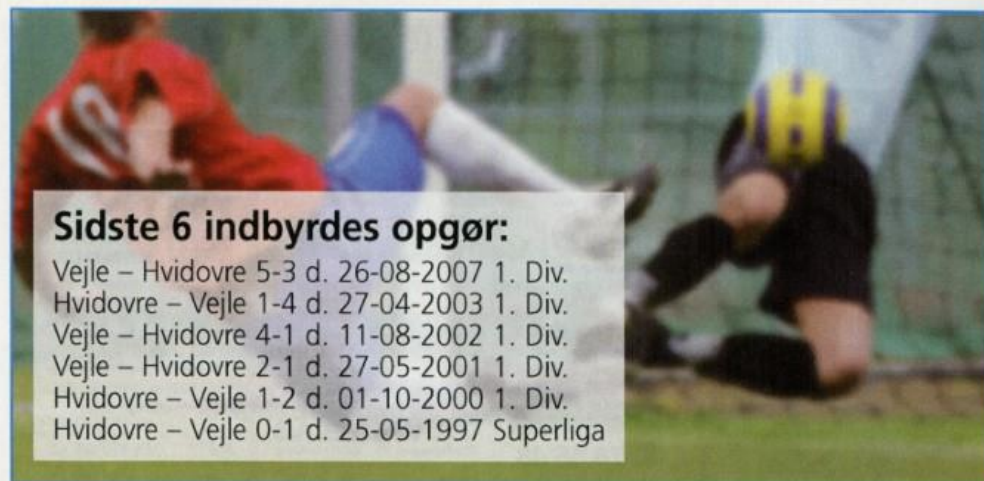 10
Sidste 6 indbyrdes opgør:
Vejle – Hvidovre 5-3 d. 26-08-2007 1. Div.
Hvidovre – Vejle 1-4 d. 27-04-2003 1. Div.
Vejle – Hvidovre 4-1 d. 11-08-2002 1. Div.
Vejle – Hvidovre 2-1 d. 27-05-2001 1. Div.
Hvidovre – Vejle 1-2 d. 01-10-2000 1. Div.
Hvidovre – Vejle 0-1 d. 25-05-1997 Superliga